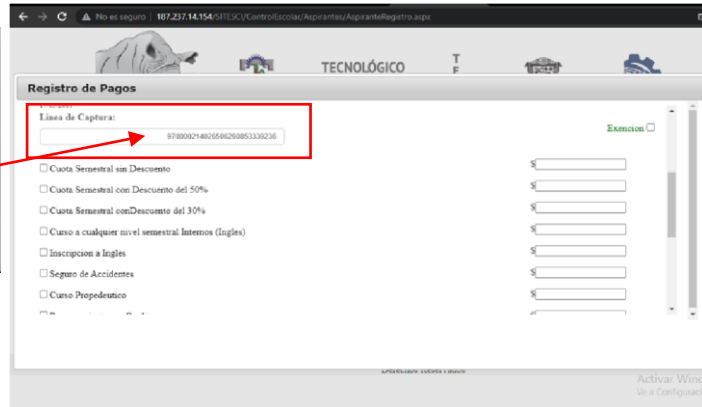 No es seguro | 187.237.14.154/SITESCI/ControlEscolar/Aspirantes/AspiranteRegistro.aspx
TECNOLÓGICO
T
F
Registro de Pagos
Linea de Captura:
Exencion
Cuota Semestral sin Descuento $
Cuota Semestral con Descuento del 50% $
Cuota Semestral conDescuento del 30% $
Curso a cualquier nivel semestral Internos (Ingles) $
Inscripcion a Ingles $
Seguro de Accidentes $
Curso Propedeutico $
Activar Wind
Ve a Configuraci